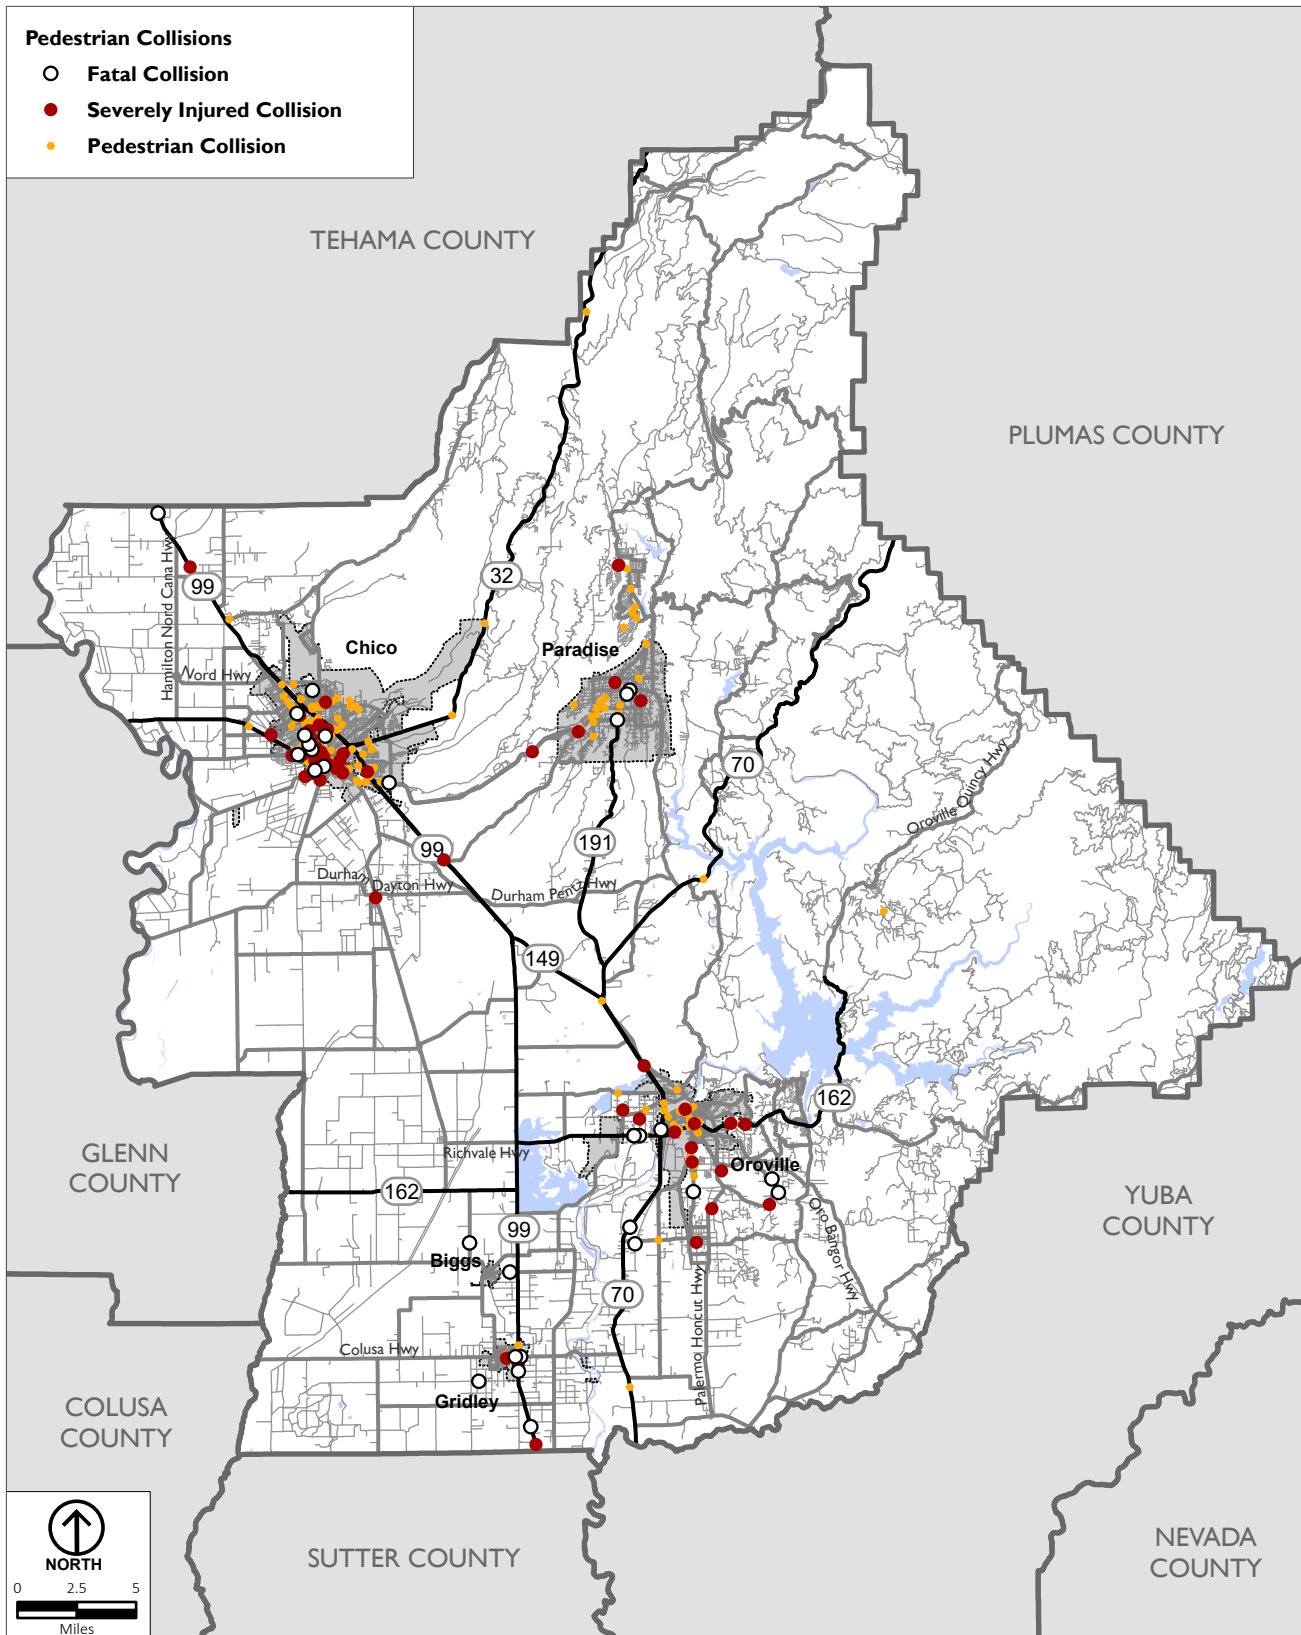 Pedestrian Collisions
Fatal Collision
Severely Injured Collision
Pedestrian Collision
TEHAMA COUNTY
PLUMAS COUNTY
32
99
Hamilton Nord Cana Hwy
Chico
Paradise
Nord Hwy
70
Oroville Quincy Hwy
99
191
Durham
Dayton Hwy
Durham Pentz Hwy
149
162
GLENN
COUNTY
Richvale Hwy
Oroville
162
YUBA
COUNTY
99
Oro Bangor Hwy
Biggs
70
Palermo Honcut Hwy
Colusa Hwy
Gridley
COLUSA
COUNTY
NORTH
0 2.5 5
Miles
SUTTER COUNTY
NEVADA
COUNTY